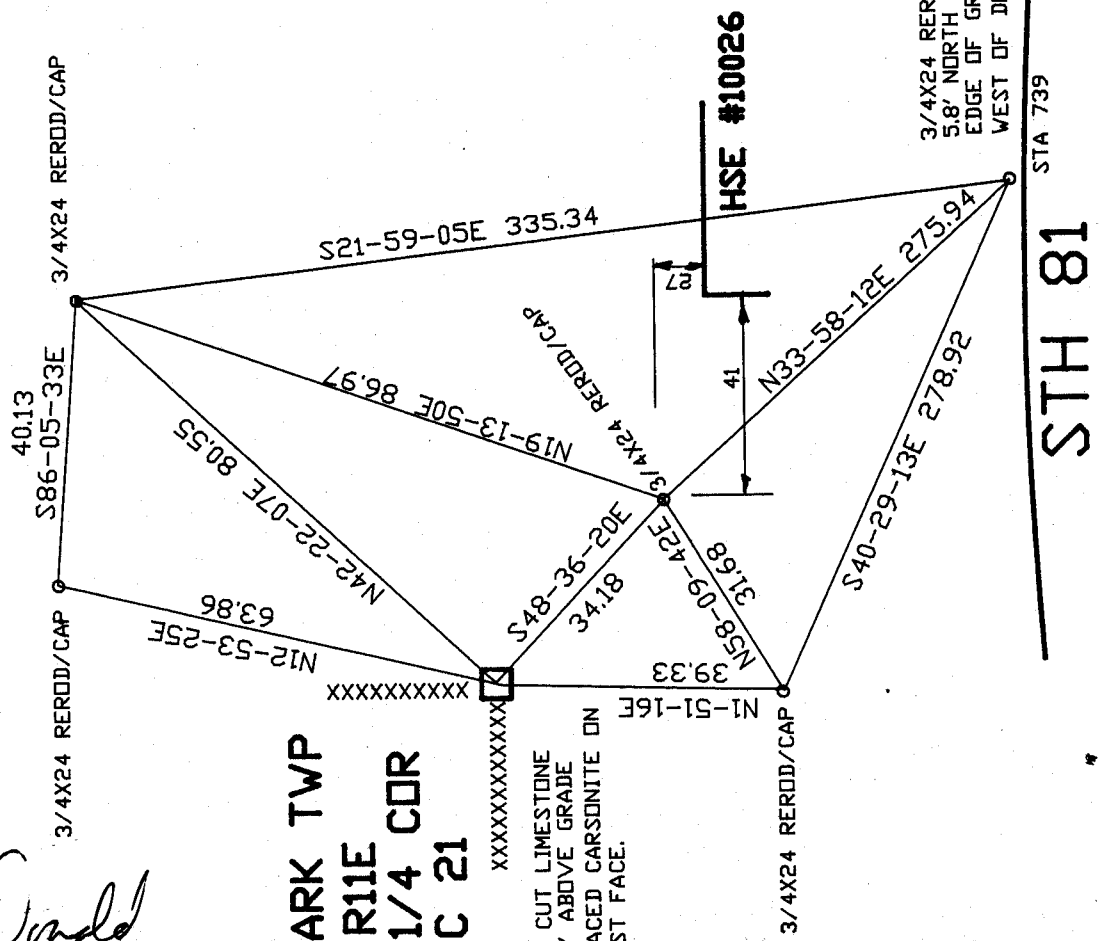 3/4X24 REROD/CAP
40.13
S86-05-33E
3/4X24 REROD/CAP
N12-53-25E
63.86
N42-22-07E 80.55
N19-13-50E 86.97
S21-59-05E 335.34
3/4X24 REROD/CAP
27
41
HSE #10026
N33-58-12E 275.94
S48-36-20E
34.18
N58-09-42E
31.68
N1-51-16E
39.33
S40-29-13E 278.92
3/4X24 REROD/CAP
XXXXXXXXXX
XXXXXXXXXXXXXXX
ARK TWP
R11E
1/4 COR
C 21
CUT LIMESTONE
ABOVE GRADE
ACED CARSONITE ON
ST FACE.
3/4X24 RER
5.8' NORTH
EDGE OF GR
WEST OF
STA 739
STH 81